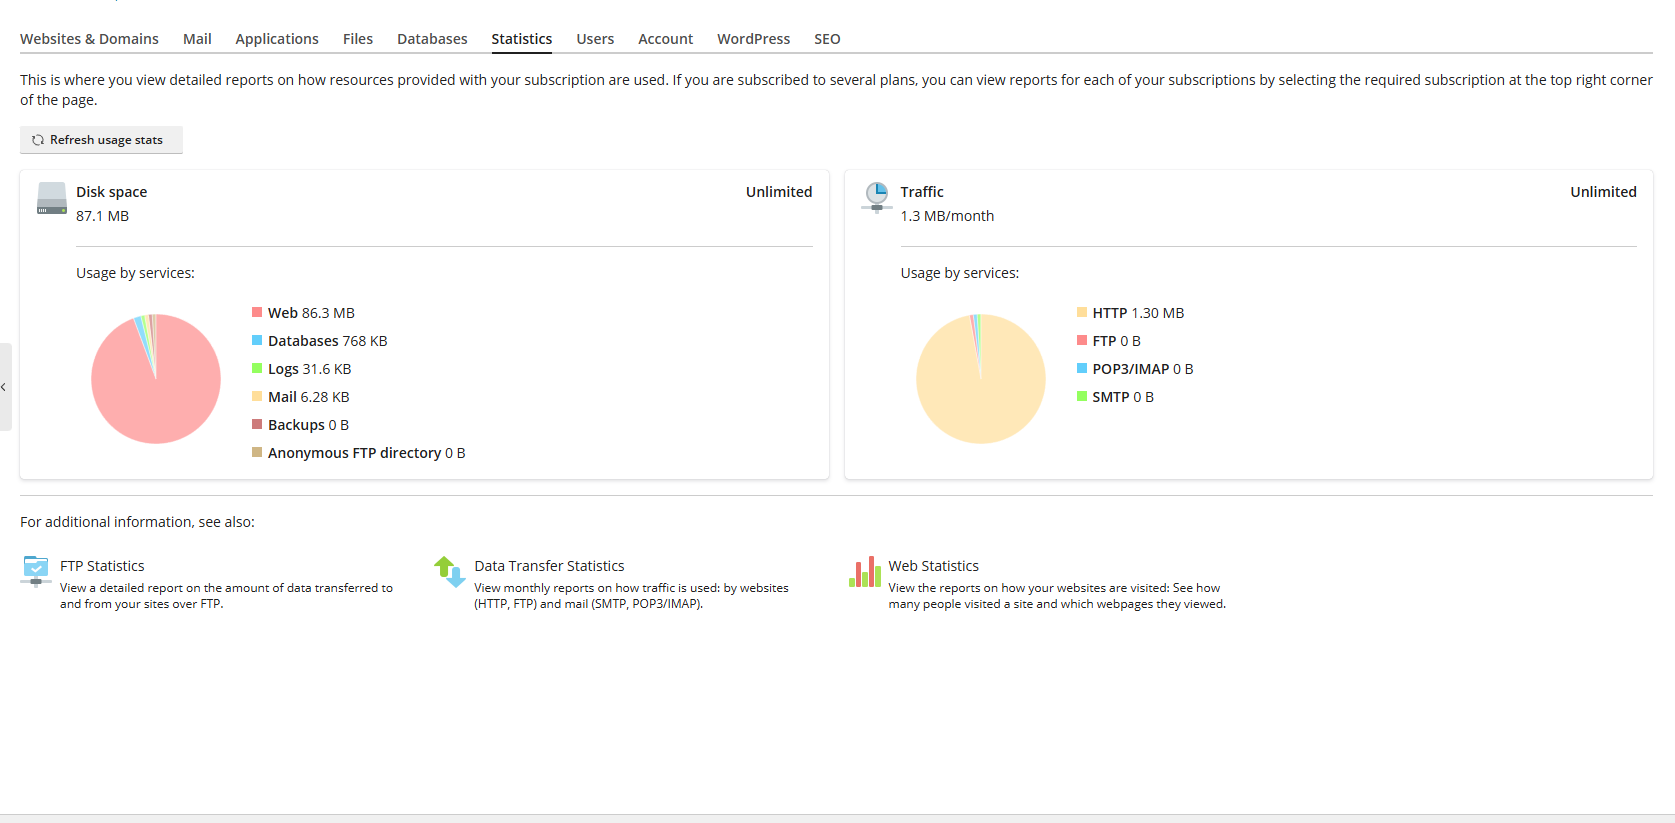 Websites & Domains Mail Applications Files Databases Statistics Users Account WordPress SEO
This is where you view detailed reports on how resources provided with your subscription are used. If you are subscribed to several plans, you can view reports for each of your subscriptions by selecting the required subscription at the top right corner
of the page.
Refresh usage stats
Disk space
Unlimited
87.1 MB
Usage by services:
Web 86.3 MB
Databases 768 KB
Logs 31.6 KB
Mail 6.28 KB
Backups 0 B
Anonymous FTP directory 0 B
Traffic
Unlimited
1.3 MB/month
Usage by services:
HTTP 1.30 MB
FTP 0 B
POP3/IMAP 0 B
SMTP 0 B
For additional information, see also:
FTP Statistics
View a detailed report on the amount of data transferred to
and from your sites over FTP.
Data Transfer Statistics
View monthly reports on how traffic is used: by websites
(HTTP, FTP) and mail (SMTP, POP3/IMAP).
Web Statistics
View the reports on how your websites are visited: See how
many people visited a site and which webpages they viewed.